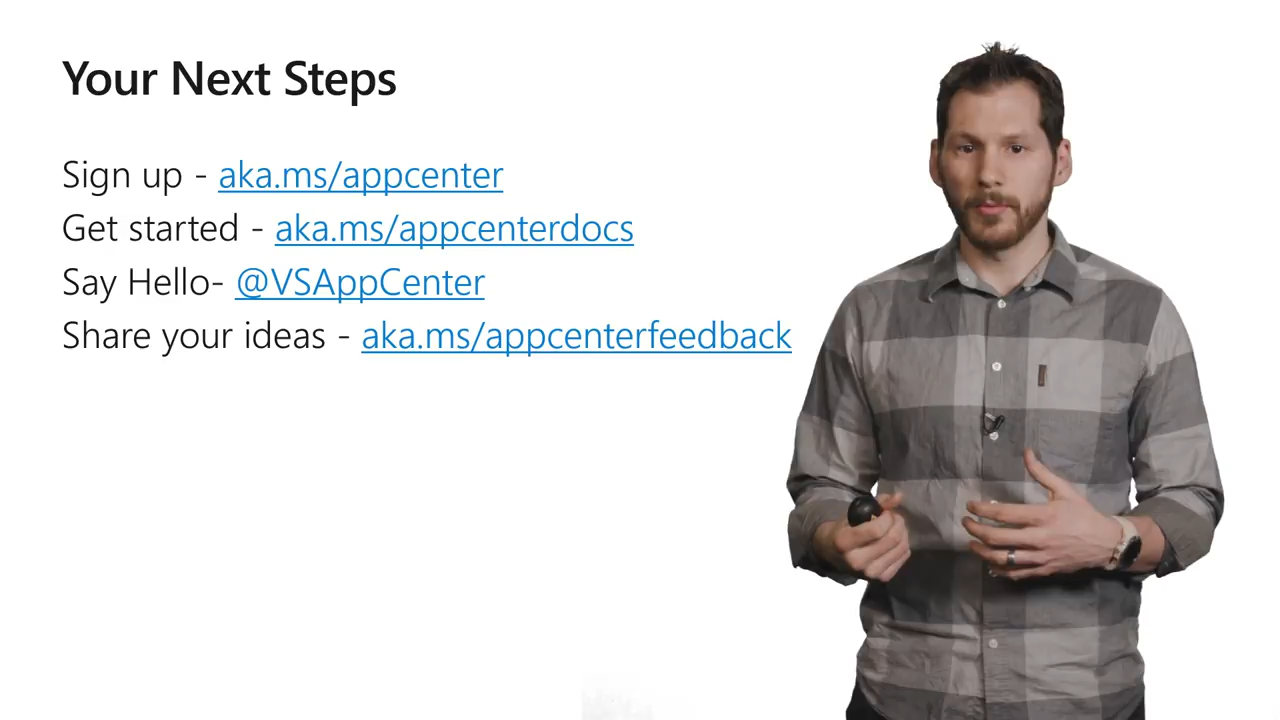 Your Next Steps
Sign up - aka.ms/appcenter
Get started - aka.ms/appcenterdocs
Say Hello- @VSAppCenter
Share your ideas - aka.ms/appcenterfeedback